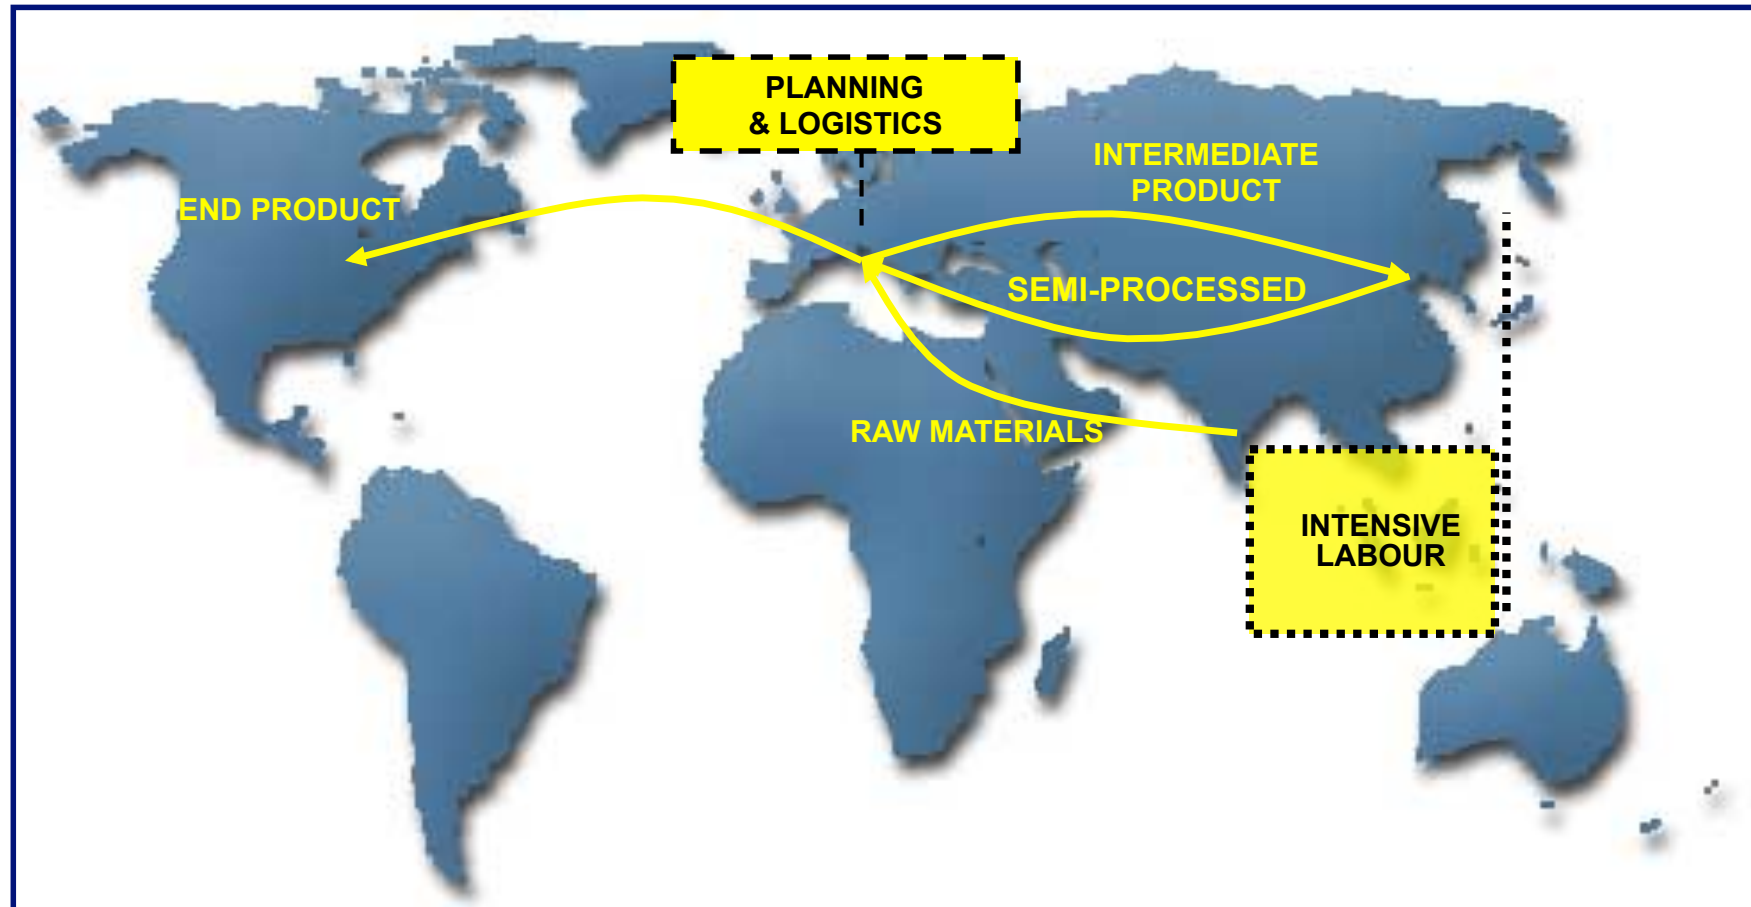 PLANNING
& LOGISTICS
INTERMEDIATE
PRODUCT
END PRODUCT
SEMI-PROCESSED
RAW MATERIALS
INTENSIVE
LABOUR